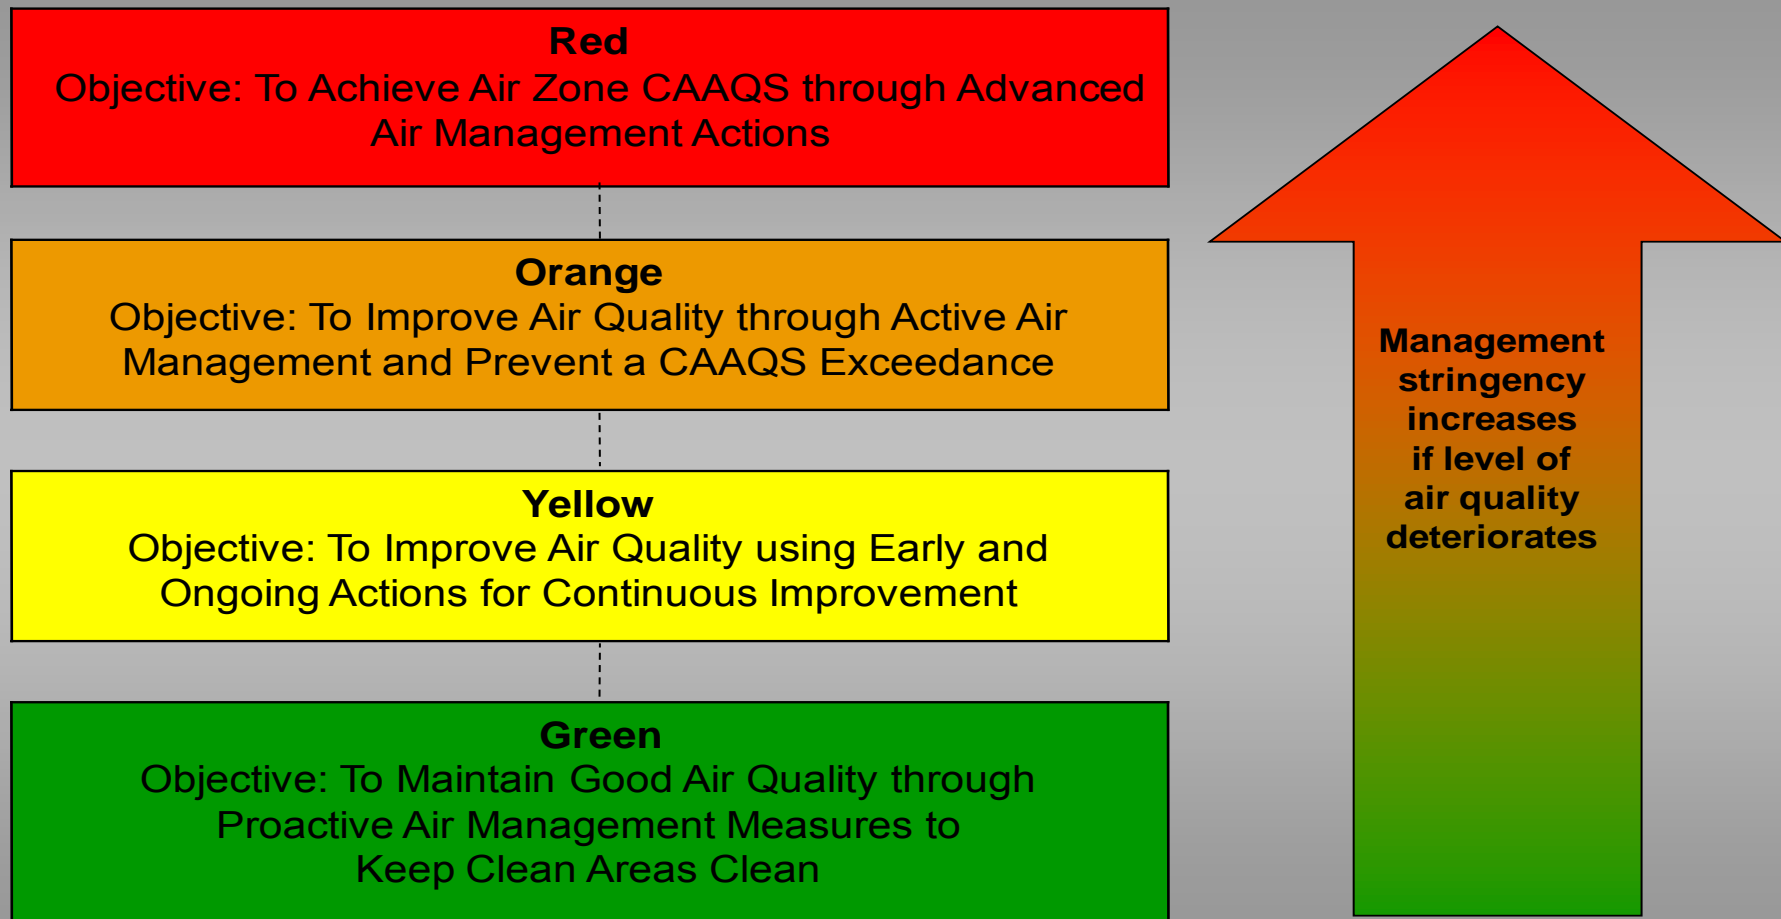 Red
Objective: To Achieve Air Zone CAAQS through Advanced
Air Management Actions
Orange
Objective: To Improve Air Quality through Active Air
Management and Prevent a CAAQS Exceedance
Yellow
Objective: To Improve Air Quality using Early and
Ongoing Actions for Continuous Improvement
Green
Objective: To Maintain Good Air Quality through
Proactive Air Management Measures to
Keep Clean Areas Clean
Management
stringency
increases
if level of
air quality
deteriorates